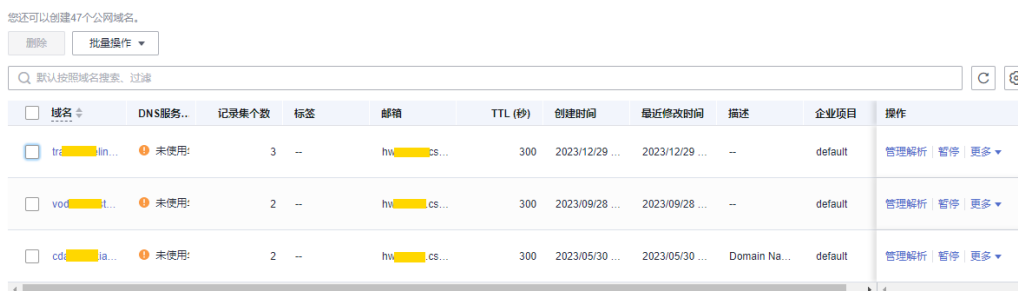 您还可以创建47个公网域名。
删除 批量操作
默认按照域名搜索、过滤
域名 DNS服务... 记录集个数 标签 邮箱 TTL (秒) 创建时间 最近修改时间 描述 企业项目 操作
tra lin... 未使用 3 -- hw cs... 300 2023/12/29 ... 2023/12/29 ... -- default 管理解析 暂停 更多
vod st... 未使用 2 -- hw .cs... 300 2023/09/28 ... 2023/09/28 ... -- default 管理解析 暂停 更多
cda ia... 未使用 2 -- hw .cs... 300 2023/05/30 ... 2023/05/30 ... Domain Na... default 管理解析 暂停 更多